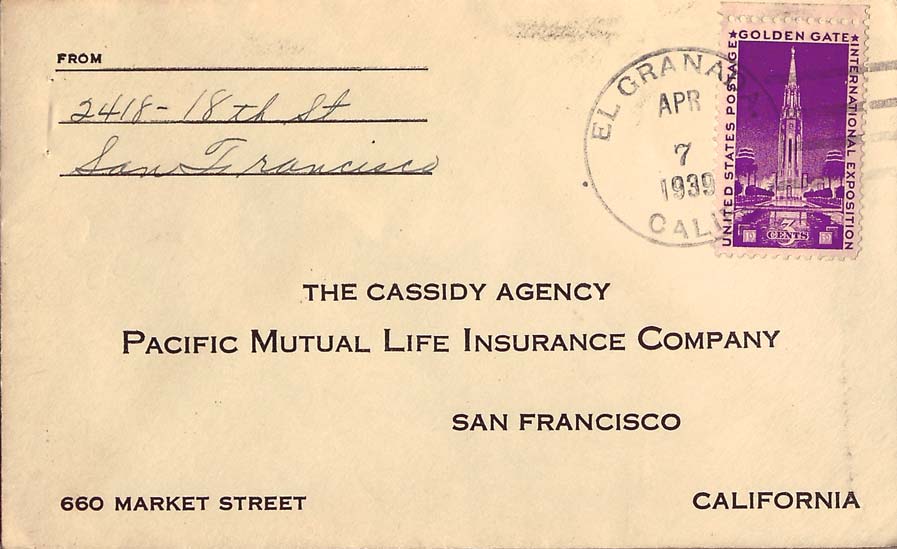 FROM
2418 - 18th St
San Francisco
EL GRANADA
APR
7
1939
CALIF
★GOLDEN GATE★
UNITED STATES POSTAGE
INTERNATIONAL EXPOSITION
3
CENTS
THE CASSIDY AGENCY
PACIFIC MUTUAL LIFE INSURANCE COMPANY
SAN FRANCISCO
660 MARKET STREET CALIFORNIA